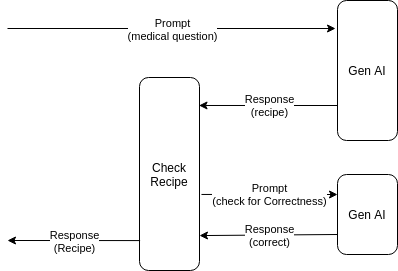 Prompt
(medical question)
Gen AI
Response
(recipe)
Check
Recipe
Prompt
(check for Correctness)
Gen AI
Response
(correct)
Response
(Recipe)